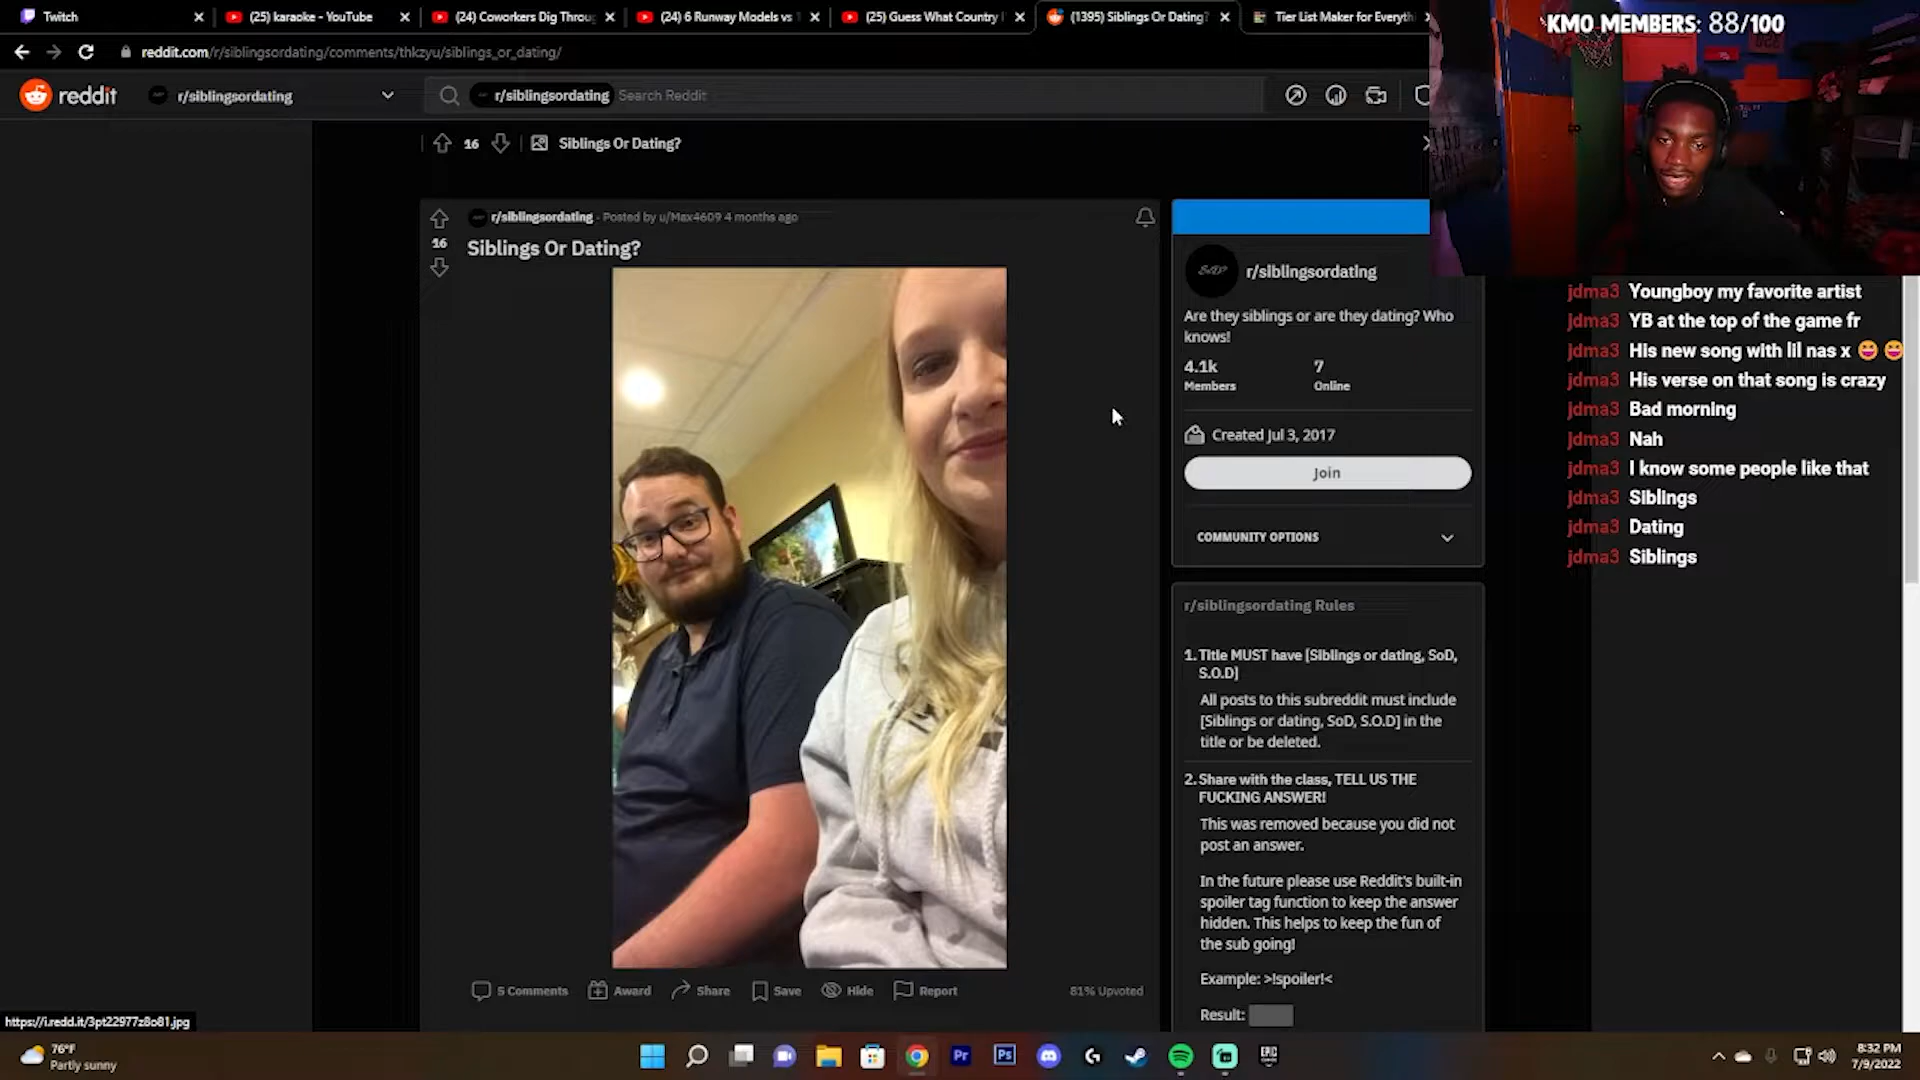 Twitch
(25) karaoke - YouTube
(24) Coworkers Dig Throu
(24) 6 Runway Models vs
(25) Guess What Country
(1395) Siblings Or Dating?
Tier List Maker for Everyth
KMO MEMBERS: 88/100
reddit.com/r/siblingsordating/comments/thkzyu/siblings_or_dating/
reddit
r/siblingsordating
r/siblingsordating Search Reddit
16
Siblings Or Dating?
r/siblingsordating · Posted by u/Max4609 4 months ago
16
Siblings Or Dating?
r/siblingsordating
Are they siblings or are they dating? Who
knows!
4.1k
Members
7
Online
Created Jul 3, 2017
Join
COMMUNITY OPTIONS
r/siblingsordating Rules
1. Title MUST have [Siblings or dating, SoD,
S.O.D]
All posts to this subreddit must include
[Siblings or dating, SoD, S.O.D] in the
title or be deleted.
2. Share with the class, TELL US THE
FUCKING ANSWER!
This was removed because you did not
post an answer.
In the future please use Reddit's built-in
spoiler tag function to keep the answer
hidden. This helps to keep the fun of
the sub going!
Example: >!spoiler!<
Result:
jdma3 Youngboy my favorite artist
jdma3 YB at the top of the game fr
jdma3 His new song with lil nas x 😆 😆
jdma3 His verse on that song is crazy
jdma3 Bad morning
jdma3 Nah
jdma3 I know some people like that
jdma3 Siblings
jdma3 Dating
jdma3 Siblings
5 Comments
Award
Share
Save
Hide
Report
81% Upvoted
https://i.redd.it/3pt22977z8o81.jpg
76°F
Partly sunny
Pr
Ps
EPIC
8:32 PM
7/9/2022